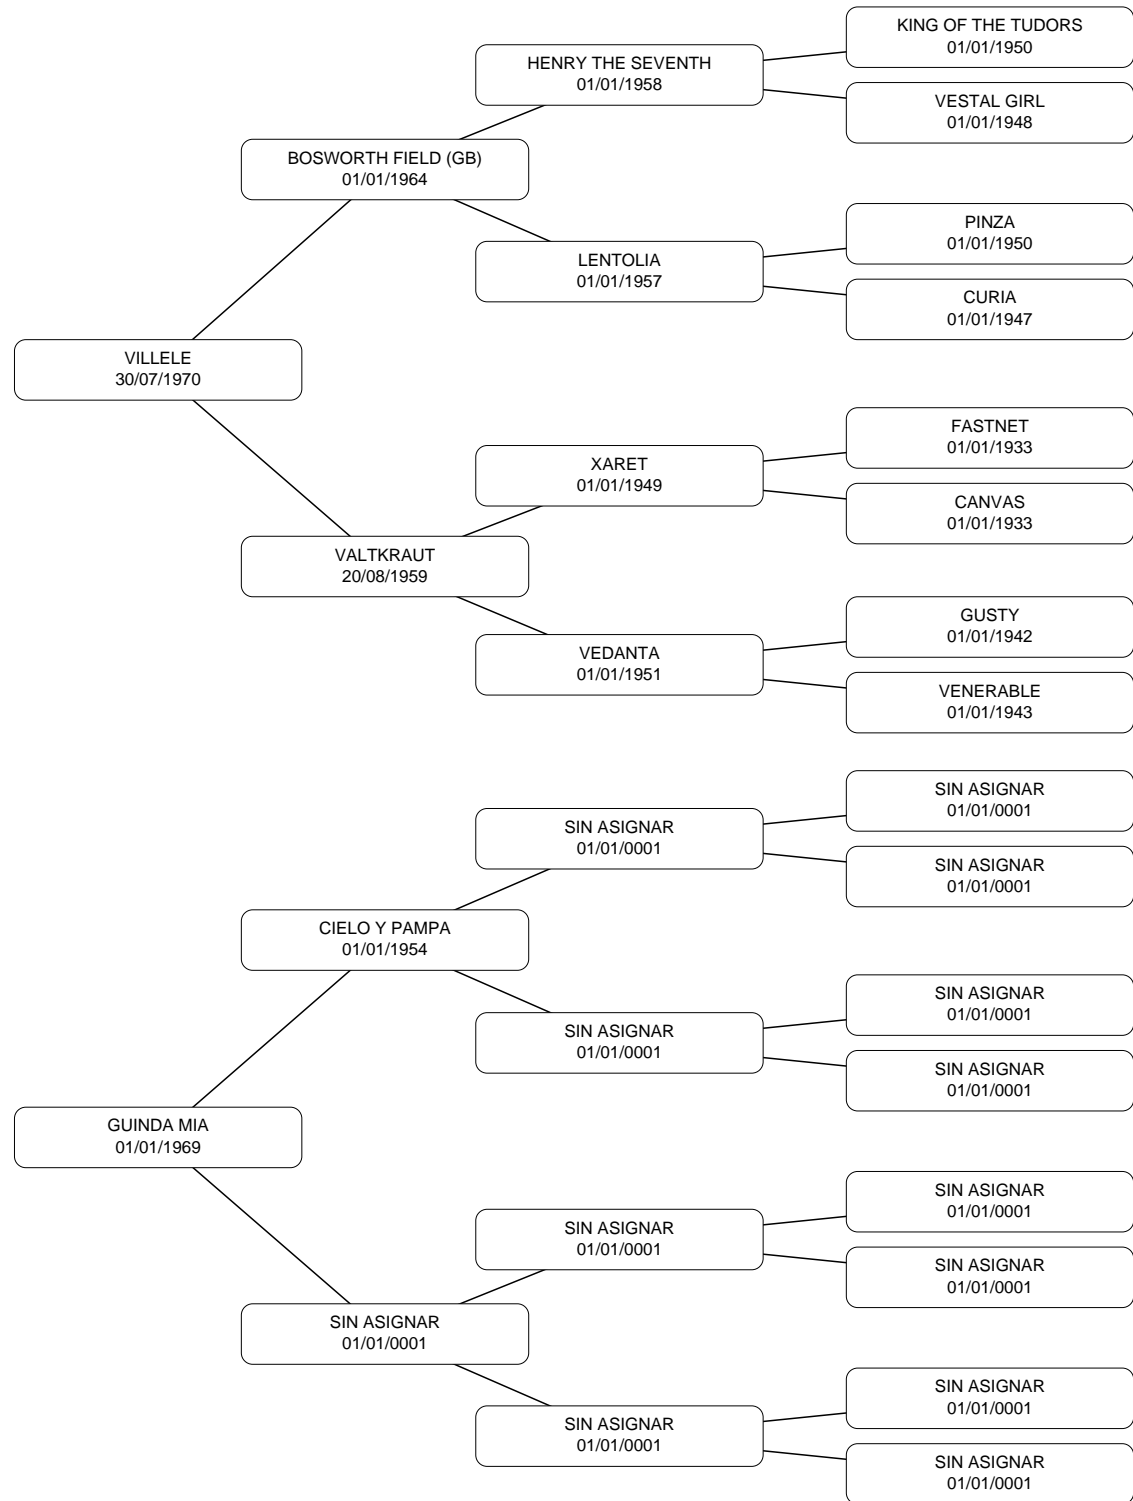 KING OF THE TUDORS
01/01/1950
HENRY THE SEVENTH
01/01/1958
VESTAL GIRL
01/01/1948
BOSWORTH FIELD (GB)
01/01/1964
PINZA
01/01/1950
LENTOLIA
01/01/1957
CURIA
01/01/1947
VILLELE
30/07/1970
FASTNET
01/01/1933
XARET
01/01/1949
CANVAS
01/01/1933
VALTKRAUT
20/08/1959
GUSTY
01/01/1942
VEDANTA
01/01/1951
VENERABLE
01/01/1943
SIN ASIGNAR
01/01/0001
SIN ASIGNAR
01/01/0001
SIN ASIGNAR
01/01/0001
CIELO Y PAMPA
01/01/1954
SIN ASIGNAR
01/01/0001
SIN ASIGNAR
01/01/0001
SIN ASIGNAR
01/01/0001
GUINDA MIA
01/01/1969
SIN ASIGNAR
01/01/0001
SIN ASIGNAR
01/01/0001
SIN ASIGNAR
01/01/0001
SIN ASIGNAR
01/01/0001
SIN ASIGNAR
01/01/0001
SIN ASIGNAR
01/01/0001
SIN ASIGNAR
01/01/0001